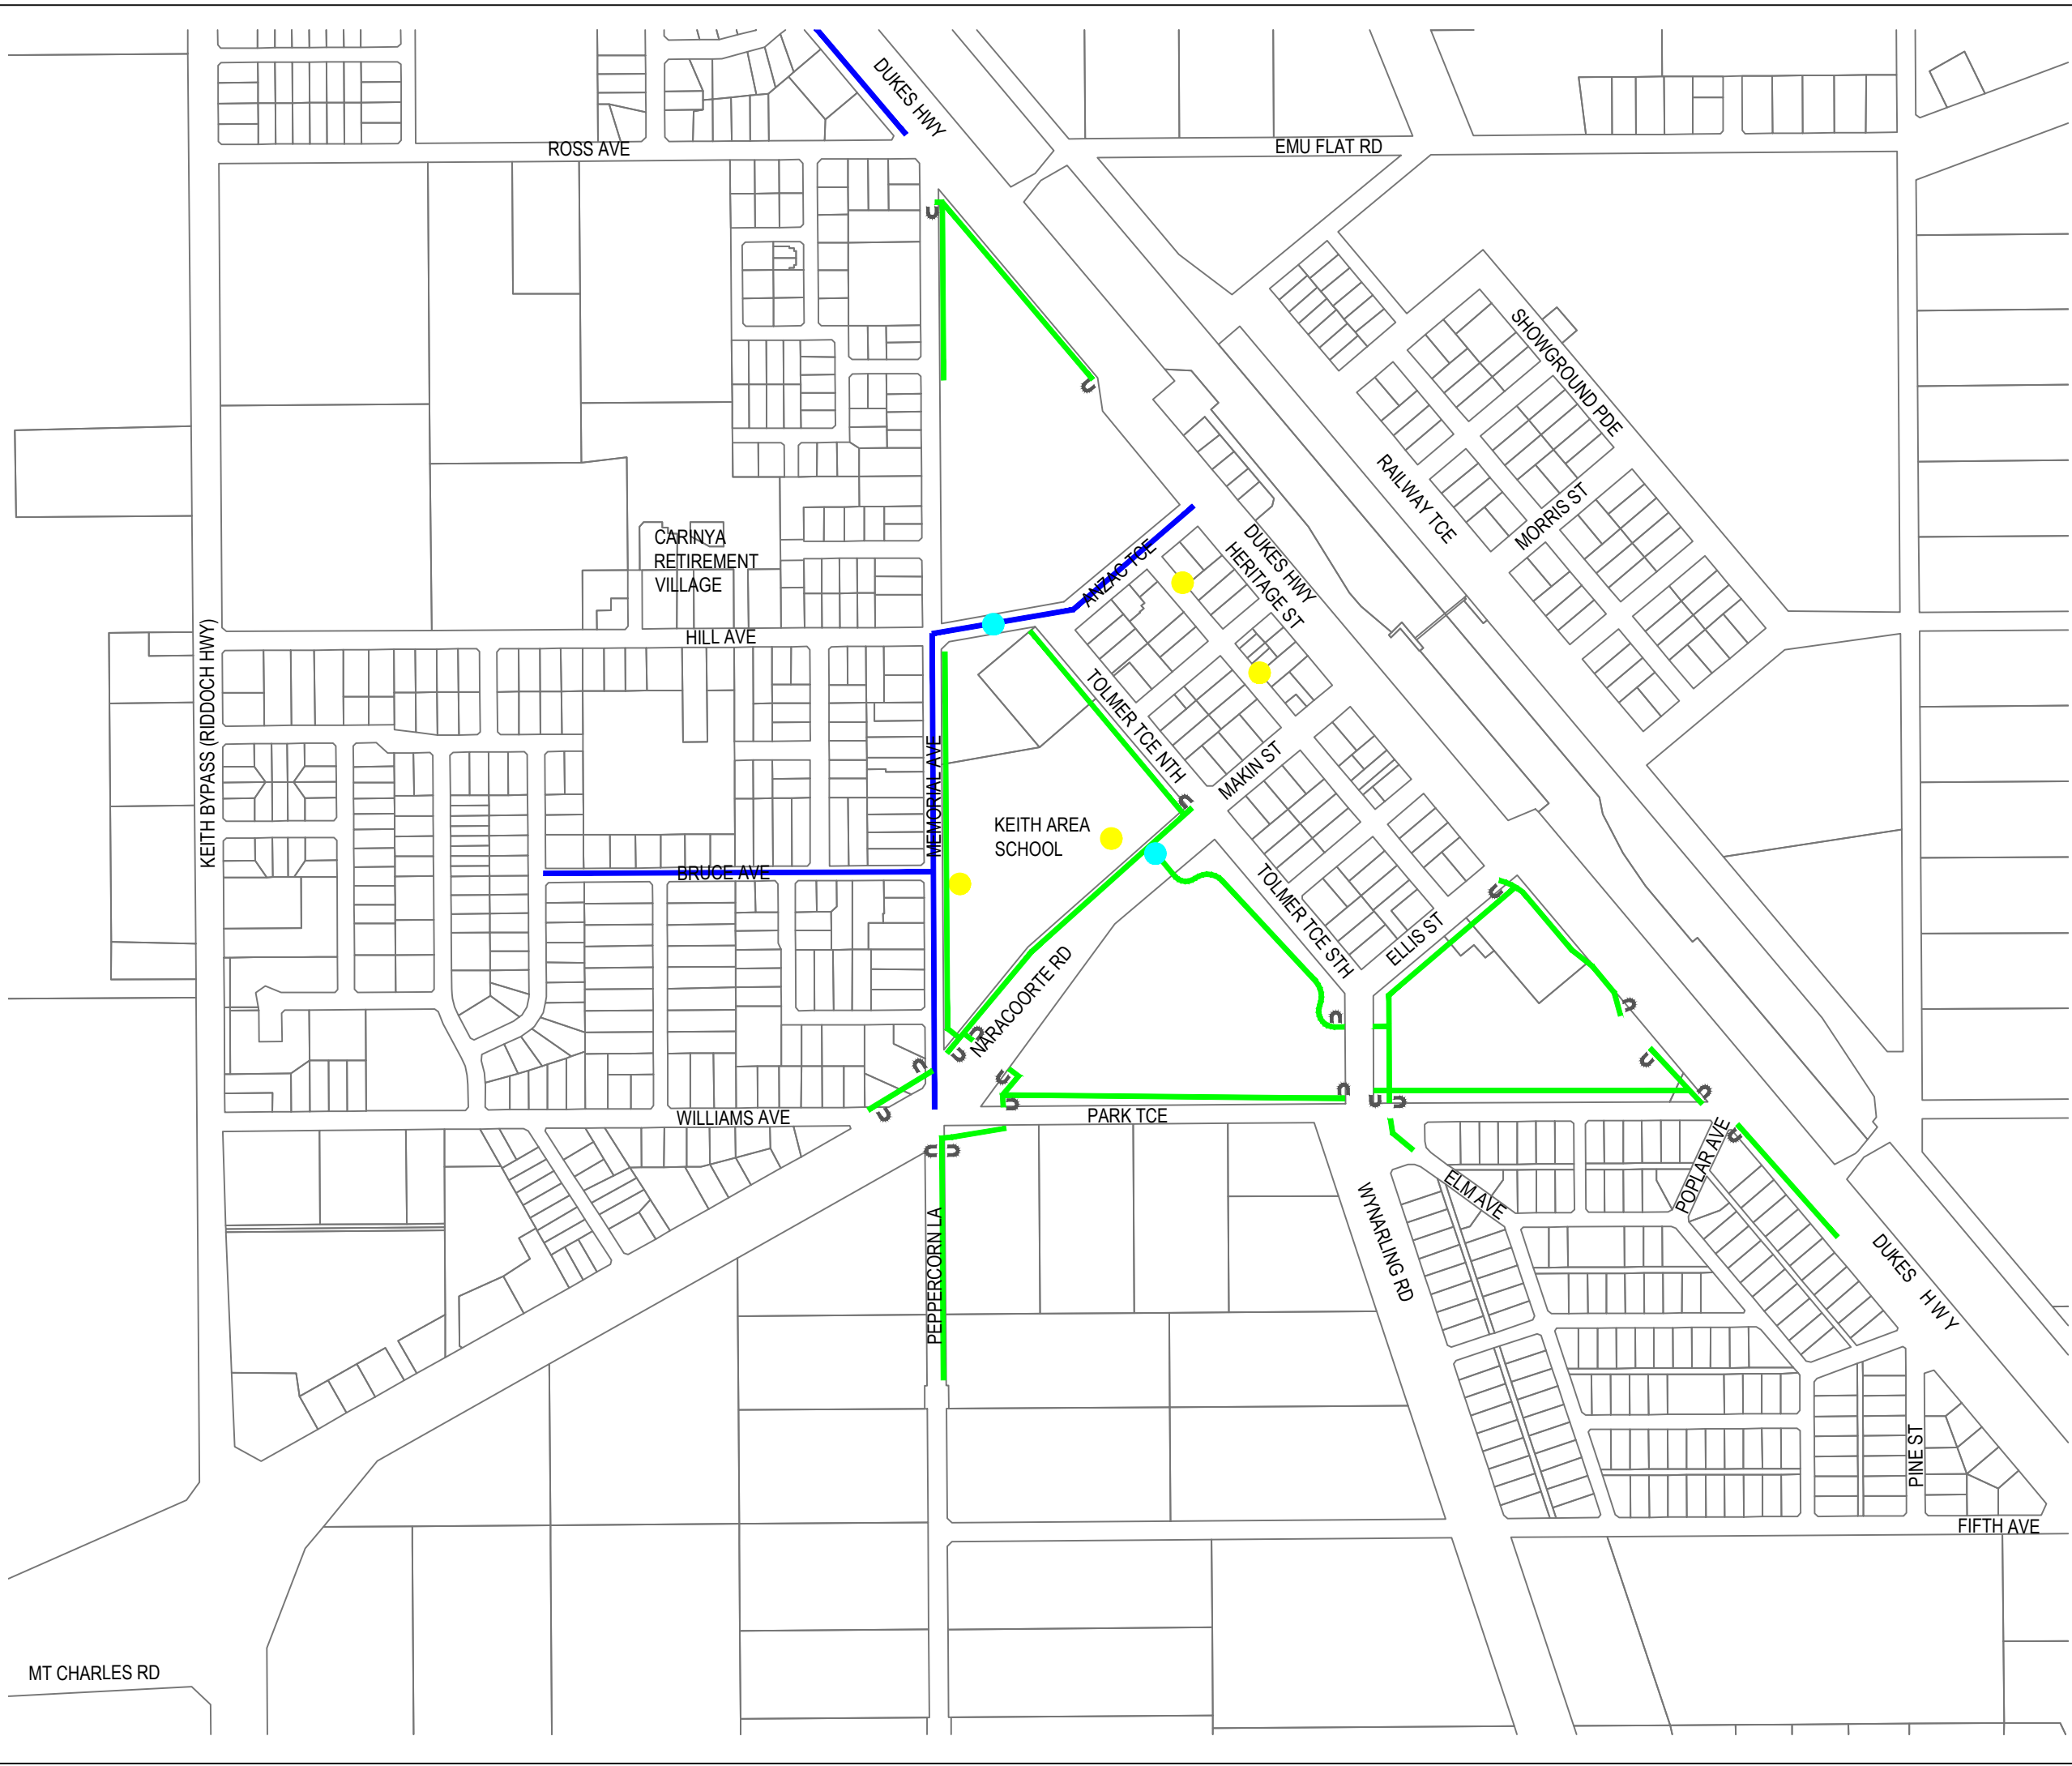 DUKES HWY
ROSS AVE
EMU FLAT RD
SHOWGROUND PDE
RAILWAY TCE
MORRIS ST
CARINYA
RETIREMENT
VILLAGE
ANZAC TCE
DUKES HWY
HERITAGE ST
HILL AVE
KEITH BYPASS (RIDDOCH HWY)
TOLMER TCE NTH
MAKIN ST
MEMORIAL AVE
KEITH AREA
SCHOOL
BRUCE AVE
TOLMER TCE STH
ELLIS ST
NARACOORTE RD
WILLIAMS AVE
PARK TCE
POPLAR AVE
ELM AVE
WYNARLING RD
PEPPERCORN LA
DUKES HWY
PINE ST
FIFTH AVE
MT CHARLES RD